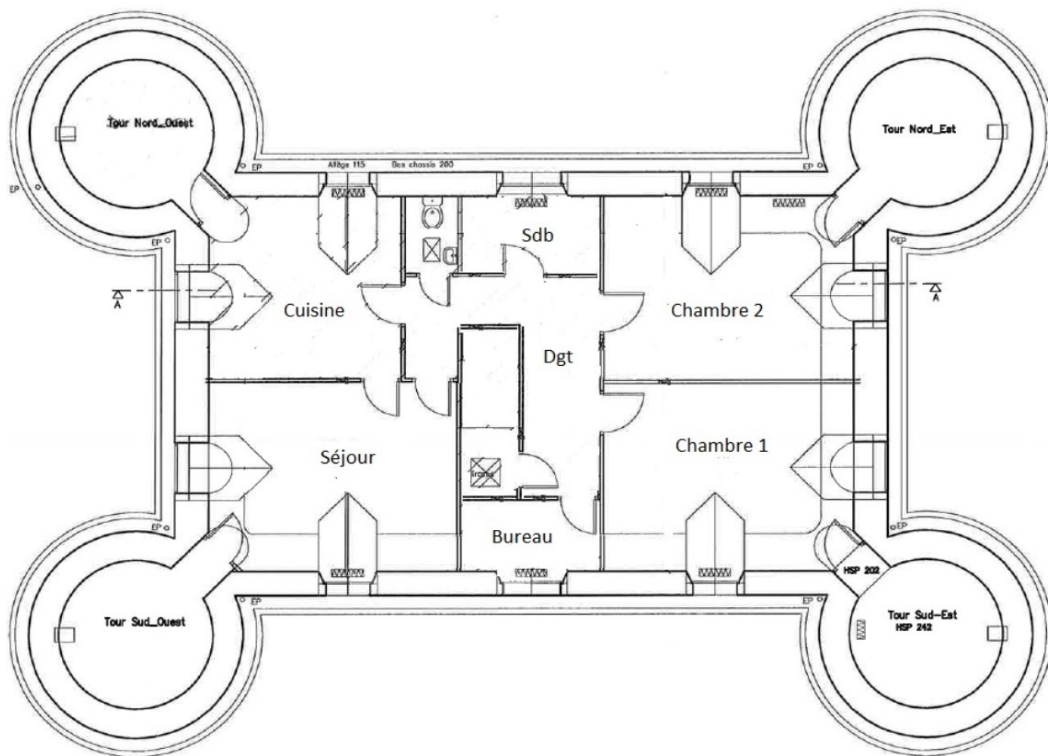 Tour Nord_Ouest
Tour Nord_Est
Allège 115
Bas chassis 200
EP
EP
EP
EP
EP
Sdb
A
A
Cuisine
Chambre 2
Dgt
Séjour
Chambre 1
Bureau
EP
EP
HSP 202
EP
EP
Tour Sud_Ouest
Tour Sud-Est
HSP 242